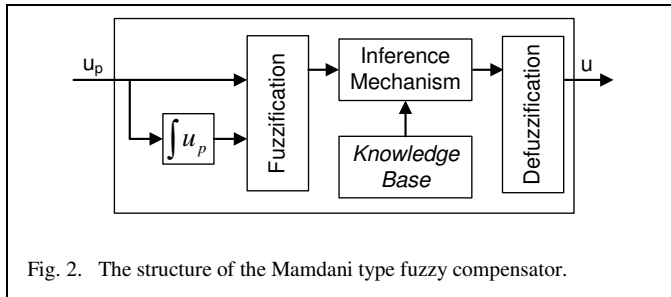 u_p
∫u_p
Fuzzification
Inference
Mechanism
Knowledge
Base
Defuzzification
u
Fig. 2. The structure of the Mamdani type fuzzy compensator.